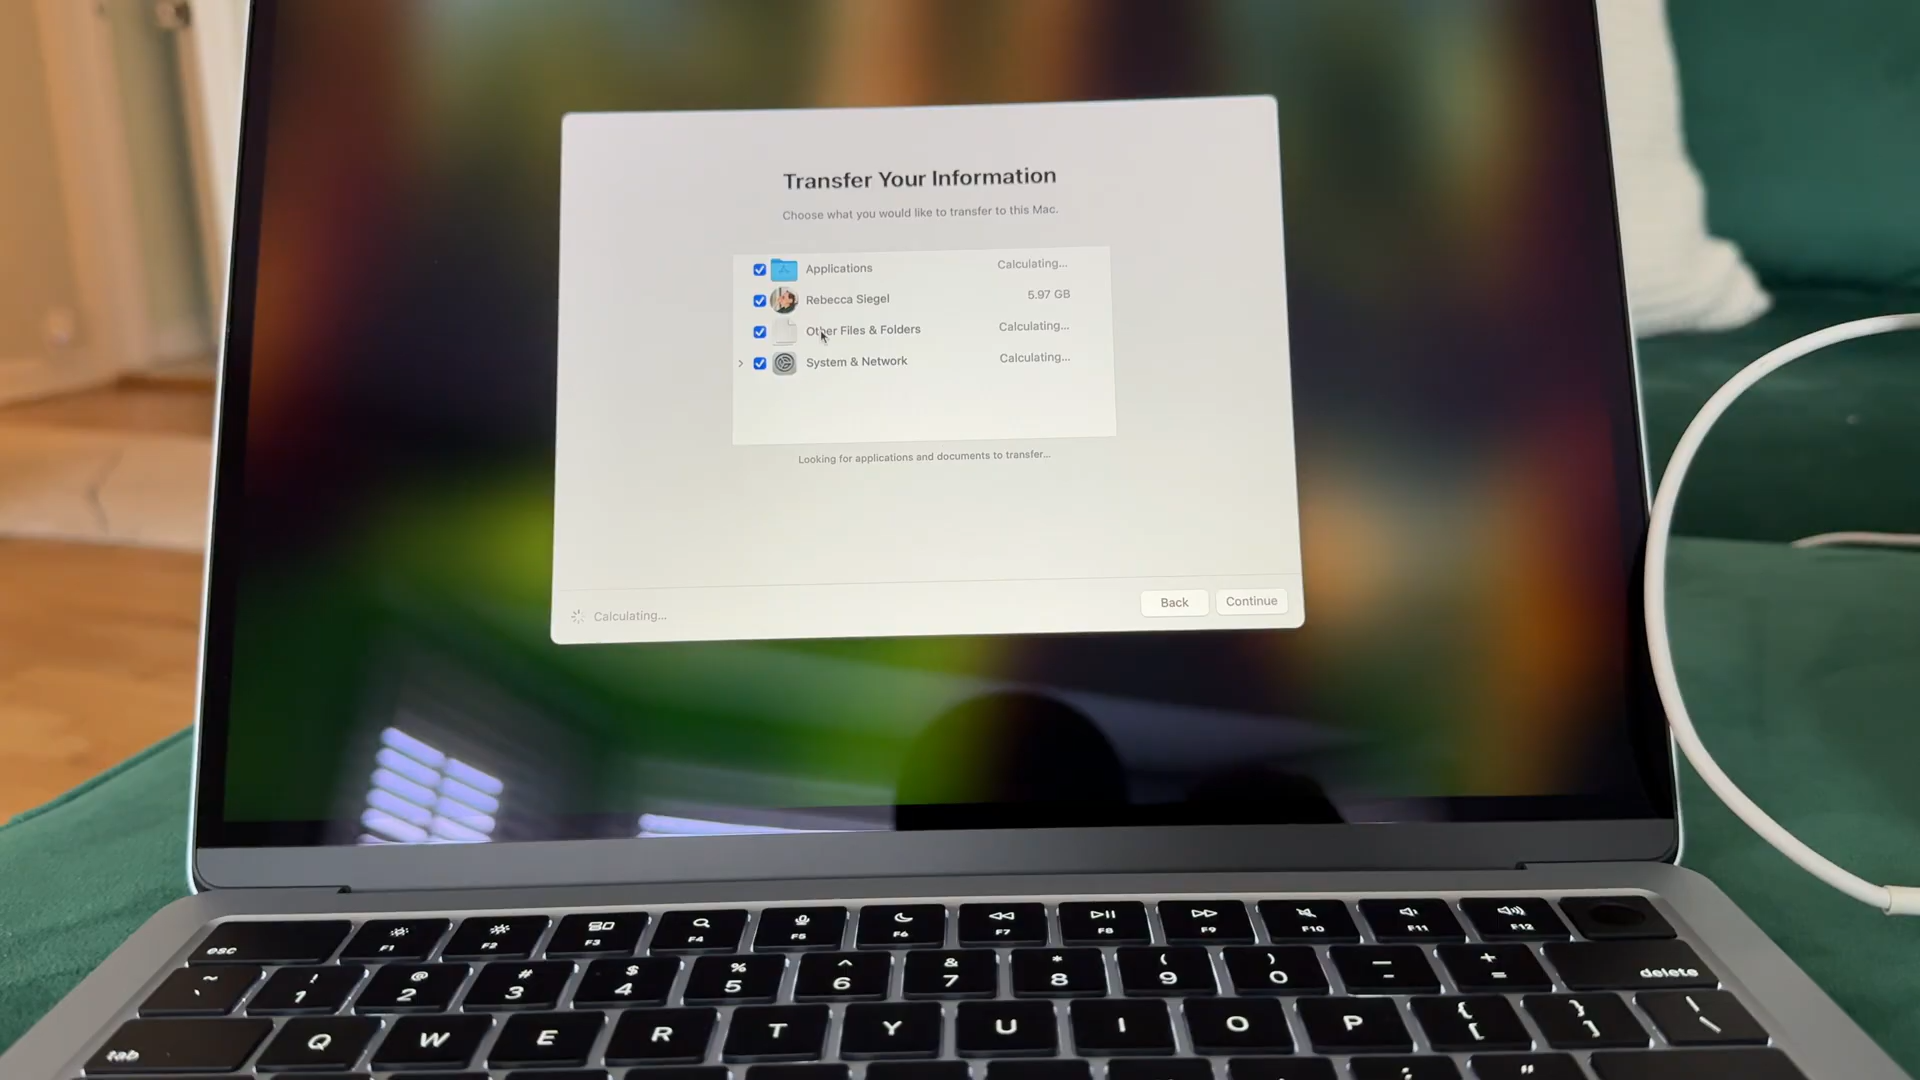 Transfer Your Information
Choose what you would like to transfer to this Mac.
Applications Calculating...
Rebecca Siegel 5.97 GB
Other Files & Folders Calculating...
System & Network Calculating...
Looking for applications and documents to transfer...
Calculating...
Back Continue
esc F1 F2 F3 F4 F5 F6 F7 F8 F9 F10 F11 F12
~ ! @ # $ % ^ & * ( ) — +
` 1 2 3 4 5 6 7 8 9 0 - = delete
tab Q W E R T Y U I O P { [ } ] | \
: ; "